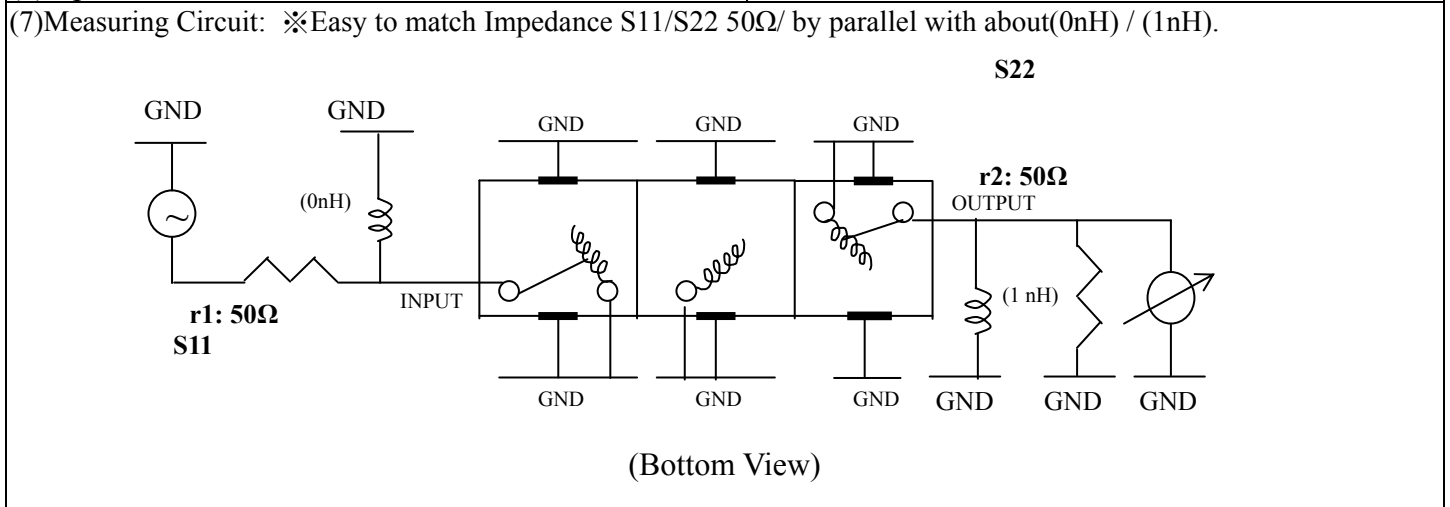 (7)Measuring Circuit: ※Easy to match Impedance S11/S22 50Ω/ by parallel with about(0nH) / (1nH).
S22
GND GND GND GND GND
r2: 50Ω
(0nH) OUTPUT
INPUT (1 nH)
r1: 50Ω
S11
GND GND GND GND GND GND
(Bottom View)